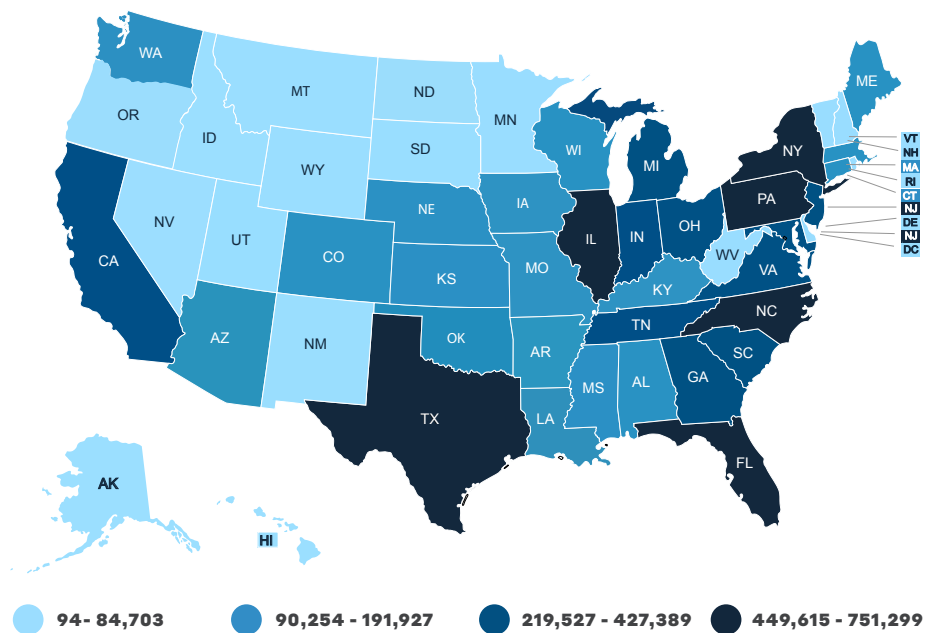 WA
ME
MT
ND
OR
MN
VT
ID
SD
WI
NY
NH
MI
MA
WY
RI
PA
CT
NE
IA
NJ
NV
OH
DE
UT
IL
IN
NJ
CO
WV
DC
CA
VA
MO
KS
KY
NC
TN
AZ
OK
NM
AR
SC
GA
MS
AL
TX
LA
FL
AK
HI
94- 84,703
90,254 - 191,927
219,527 - 427,389
449,615 - 751,299